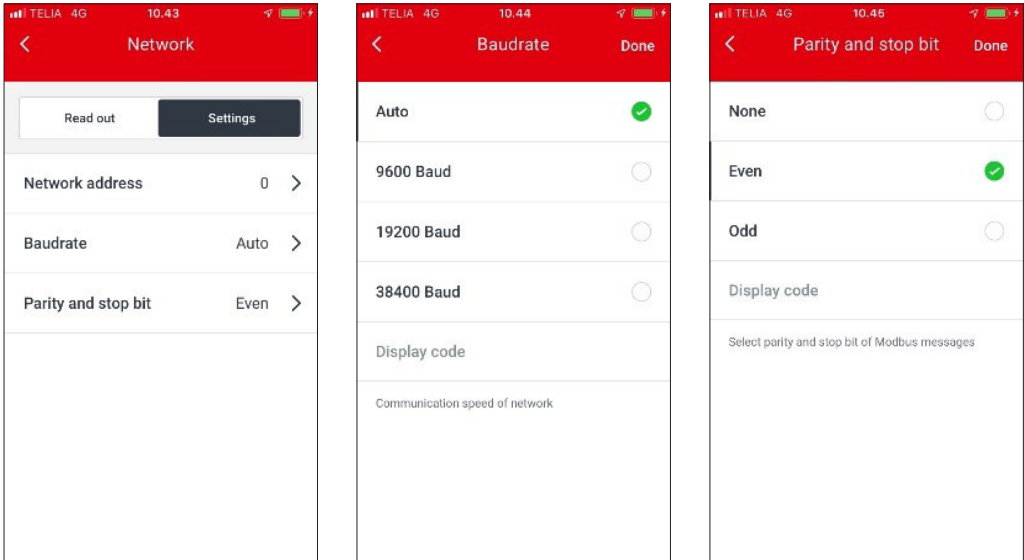 TELIA 4G 10.43
Network
Read out Settings
Network address 0
Baudrate Auto
Parity and stop bit Even
TELIA 4G 10.44
Baudrate Done
Auto
9600 Baud
19200 Baud
38400 Baud
Display code
Communication speed of network
TELIA 4G 10.45
Parity and stop bit Done
None
Even
Odd
Display code
Select parity and stop bit of Modbus messages